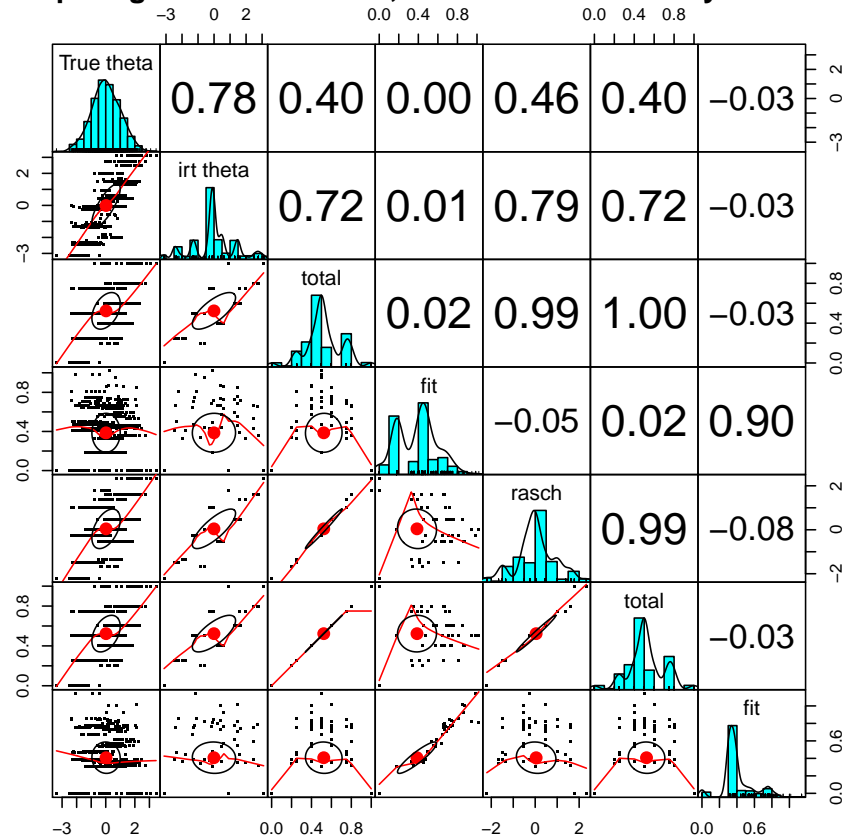 −3 0 2 0.0 0.4 0.8 0.0 0.4 0.8
True theta
0.78 0.40 0.00 0.46 0.40 −0.03
−3 0 2
irt theta
−3 0 2
0.72 0.01 0.79 0.72 −0.03
total
0.02 0.99 1.00 −0.03
0.0 0.4 0.8
fit
0.0 0.4 0.8
−0.05 0.02 0.90
rasch
0.99 −0.08
−2 0 2
total
0.0 0.4 0.8
−0.03
fit
0.0 0.6
−3 0 2 0.0 0.4 0.8 −2 0 2 0.0 0.6